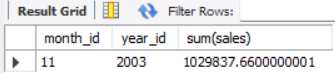 Result Grid Filter Rows:
month_id year_id sum(sales)
11 2003 1029837.6600000001